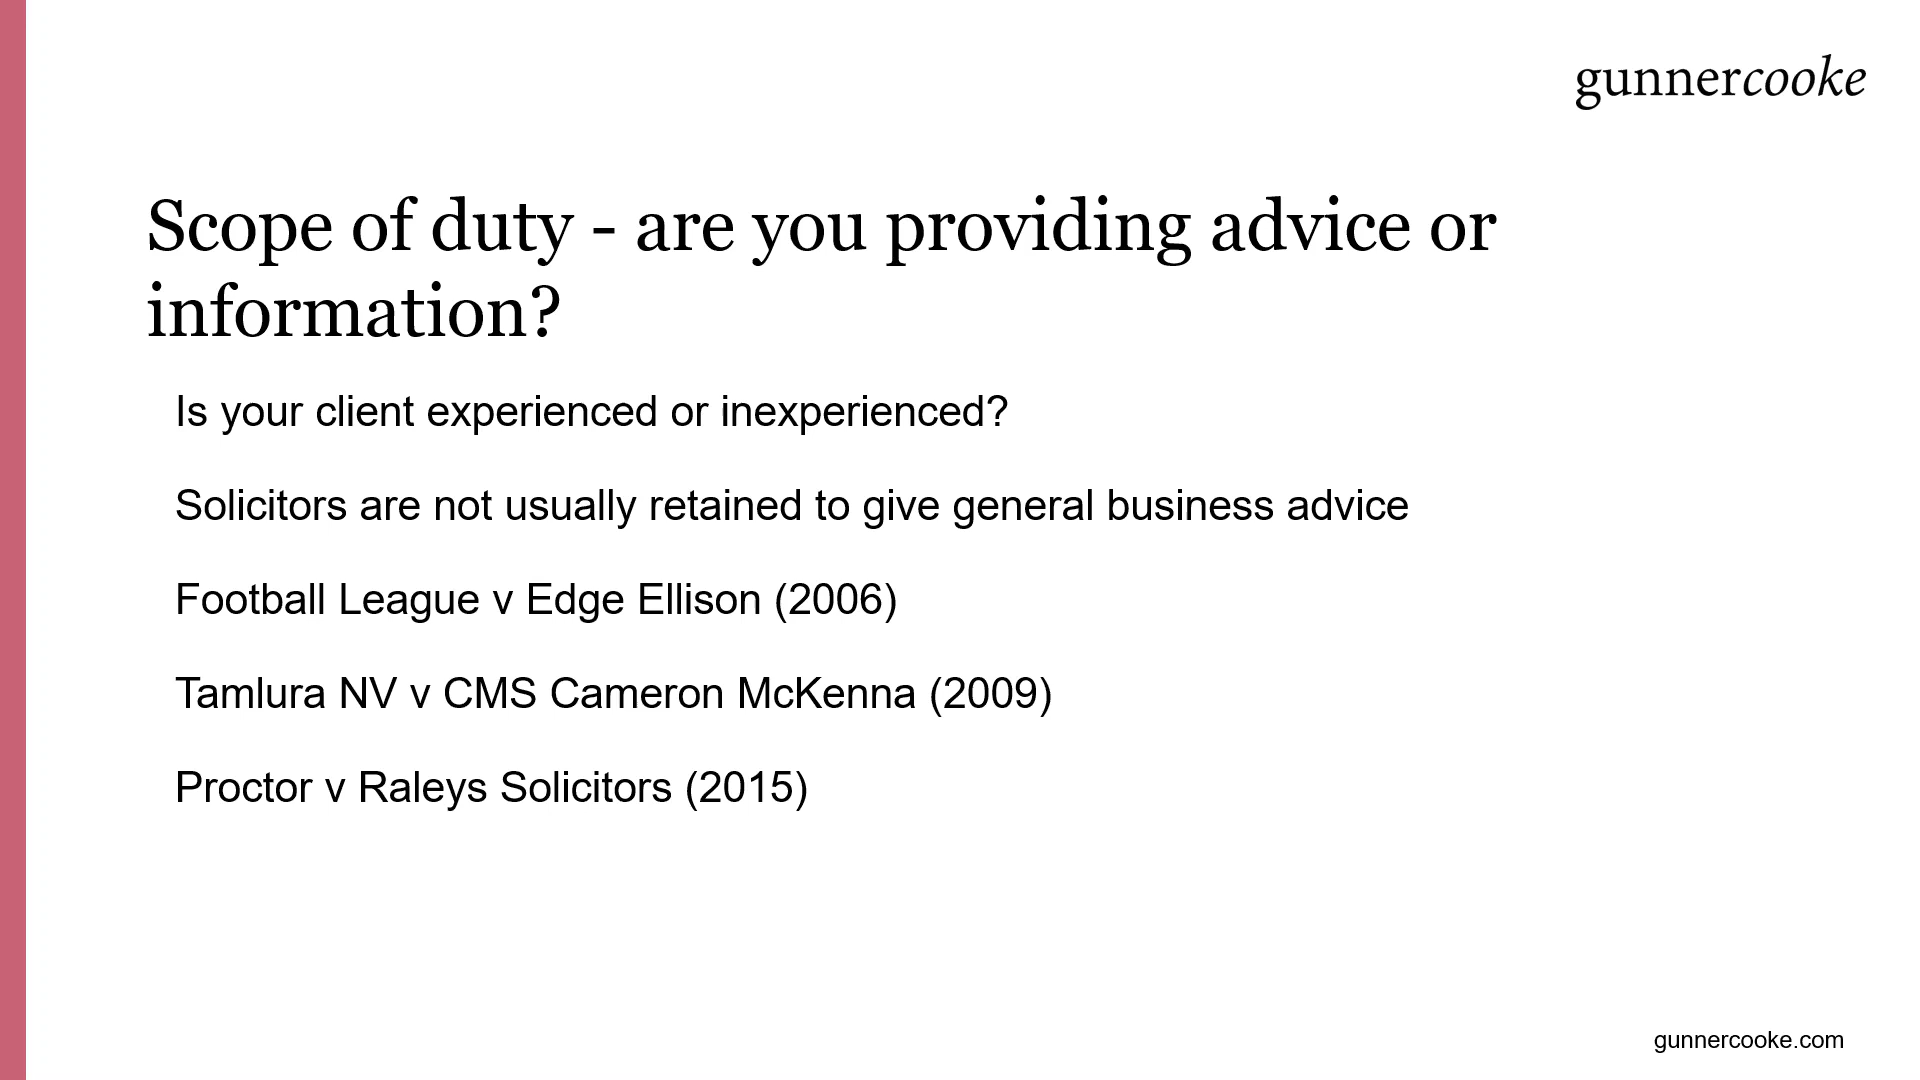 gunnercooke
Scope of duty - are you providing advice or
information?
Is your client experienced or inexperienced?
Solicitors are not usually retained to give general business advice
Football League v Edge Ellison (2006)
Tamlura NV v CMS Cameron McKenna (2009)
Proctor v Raleys Solicitors (2015)
gunnercooke.com